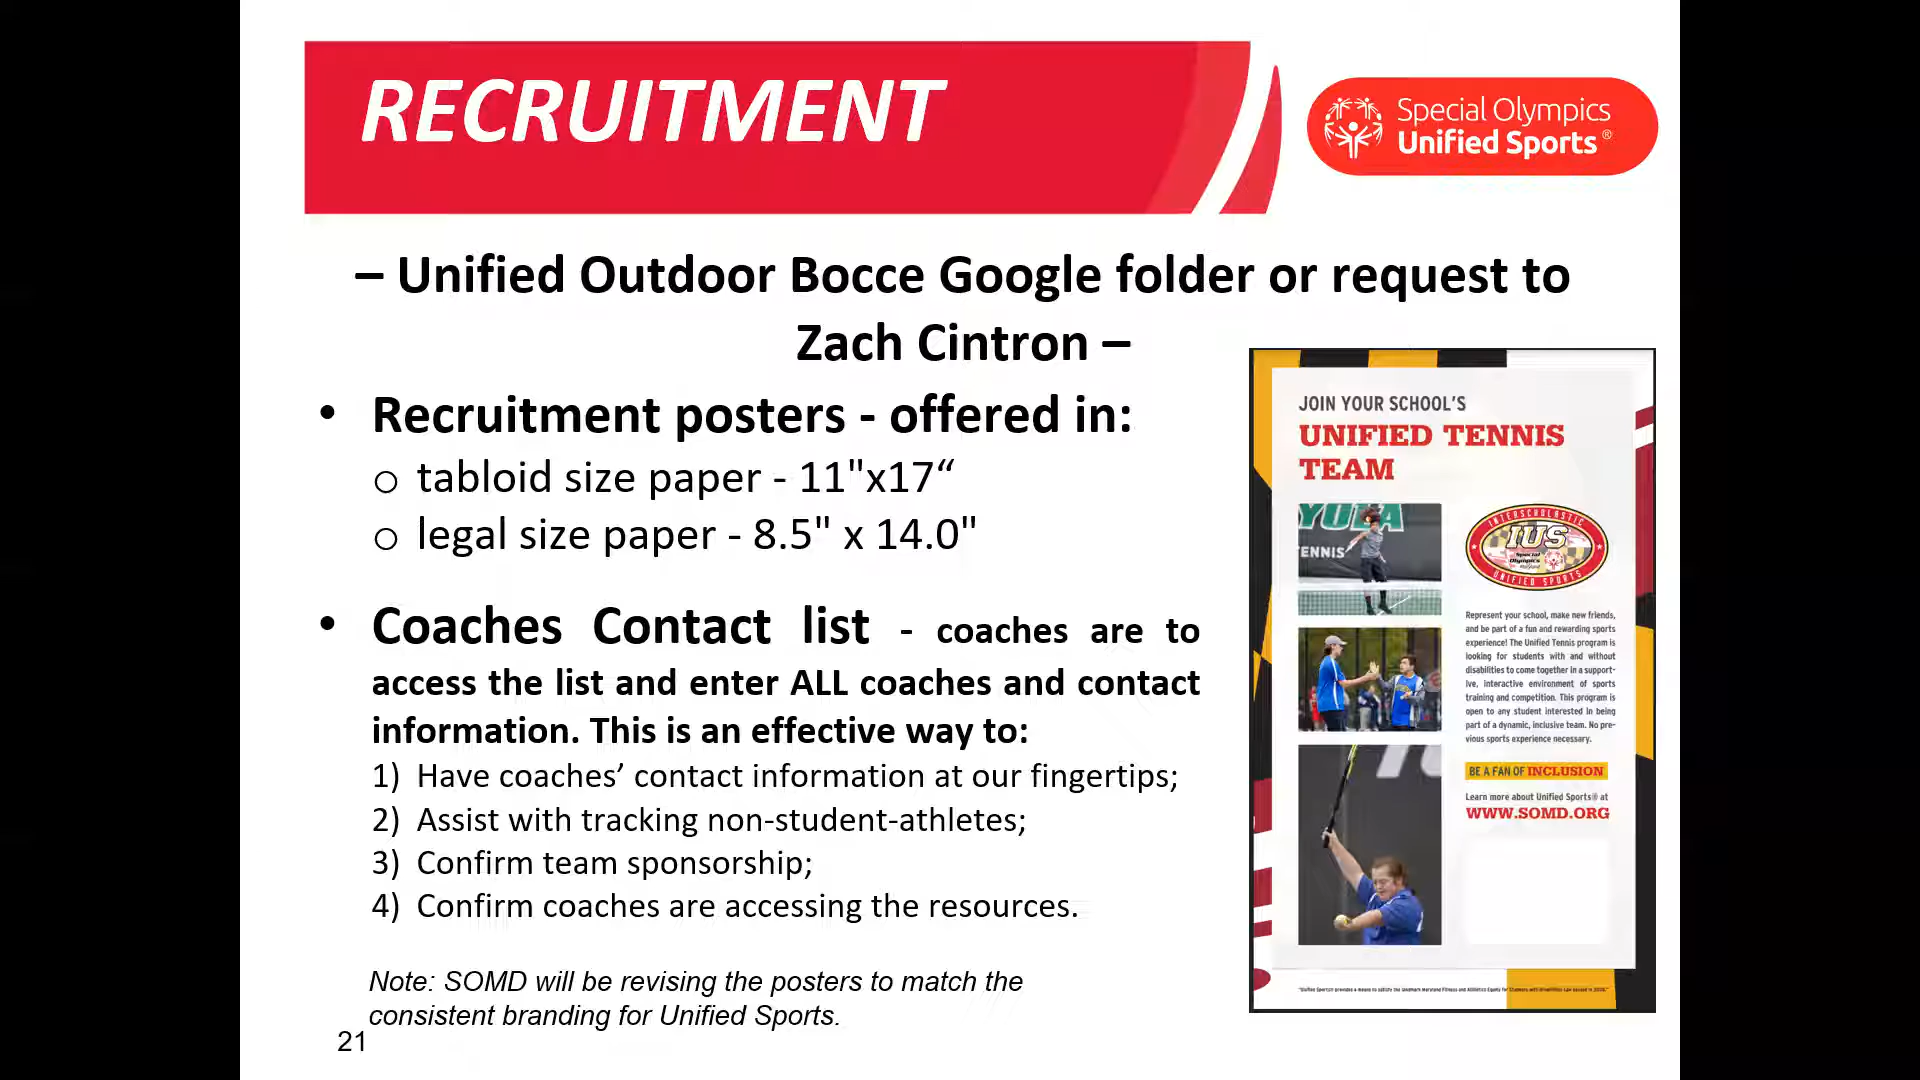 RECRUITMENT
Special Olympics
Unified Sports®
– Unified Outdoor Bocce Google folder or request to
Zach Cintron –
• Recruitment posters - offered in:
o tabloid size paper - 11"x17“
o legal size paper - 8.5" x 14.0"
• Coaches Contact list - coaches are to
access the list and enter ALL coaches and contact
information. This is an effective way to:
1) Have coaches’ contact information at our fingertips;
2) Assist with tracking non-student-athletes;
3) Confirm team sponsorship;
4) Confirm coaches are accessing the resources.
Note: SOMD will be revising the posters to match the
consistent branding for Unified Sports.
21
JOIN YOUR SCHOOL'S
UNIFIED TENNIS
TEAM
TENNIS
INTERSCHOLASTIC
IUS
Special
Olympics
Maryland
UNIFIED SPORTS
Represent your school, make new friends,
and be part of a fun and rewarding sports
experience! The Unified Tennis program is
looking for students with and without
disabilities to come together in a support-
ive, interactive environment of sports
training and competition. This program is
open to any student interested in being
part of a dynamic, inclusive team. No pre-
vious sports experience necessary.
BE A FAN OF INCLUSION
Learn more about Unified Sports® at
WWW.SOMD.ORG